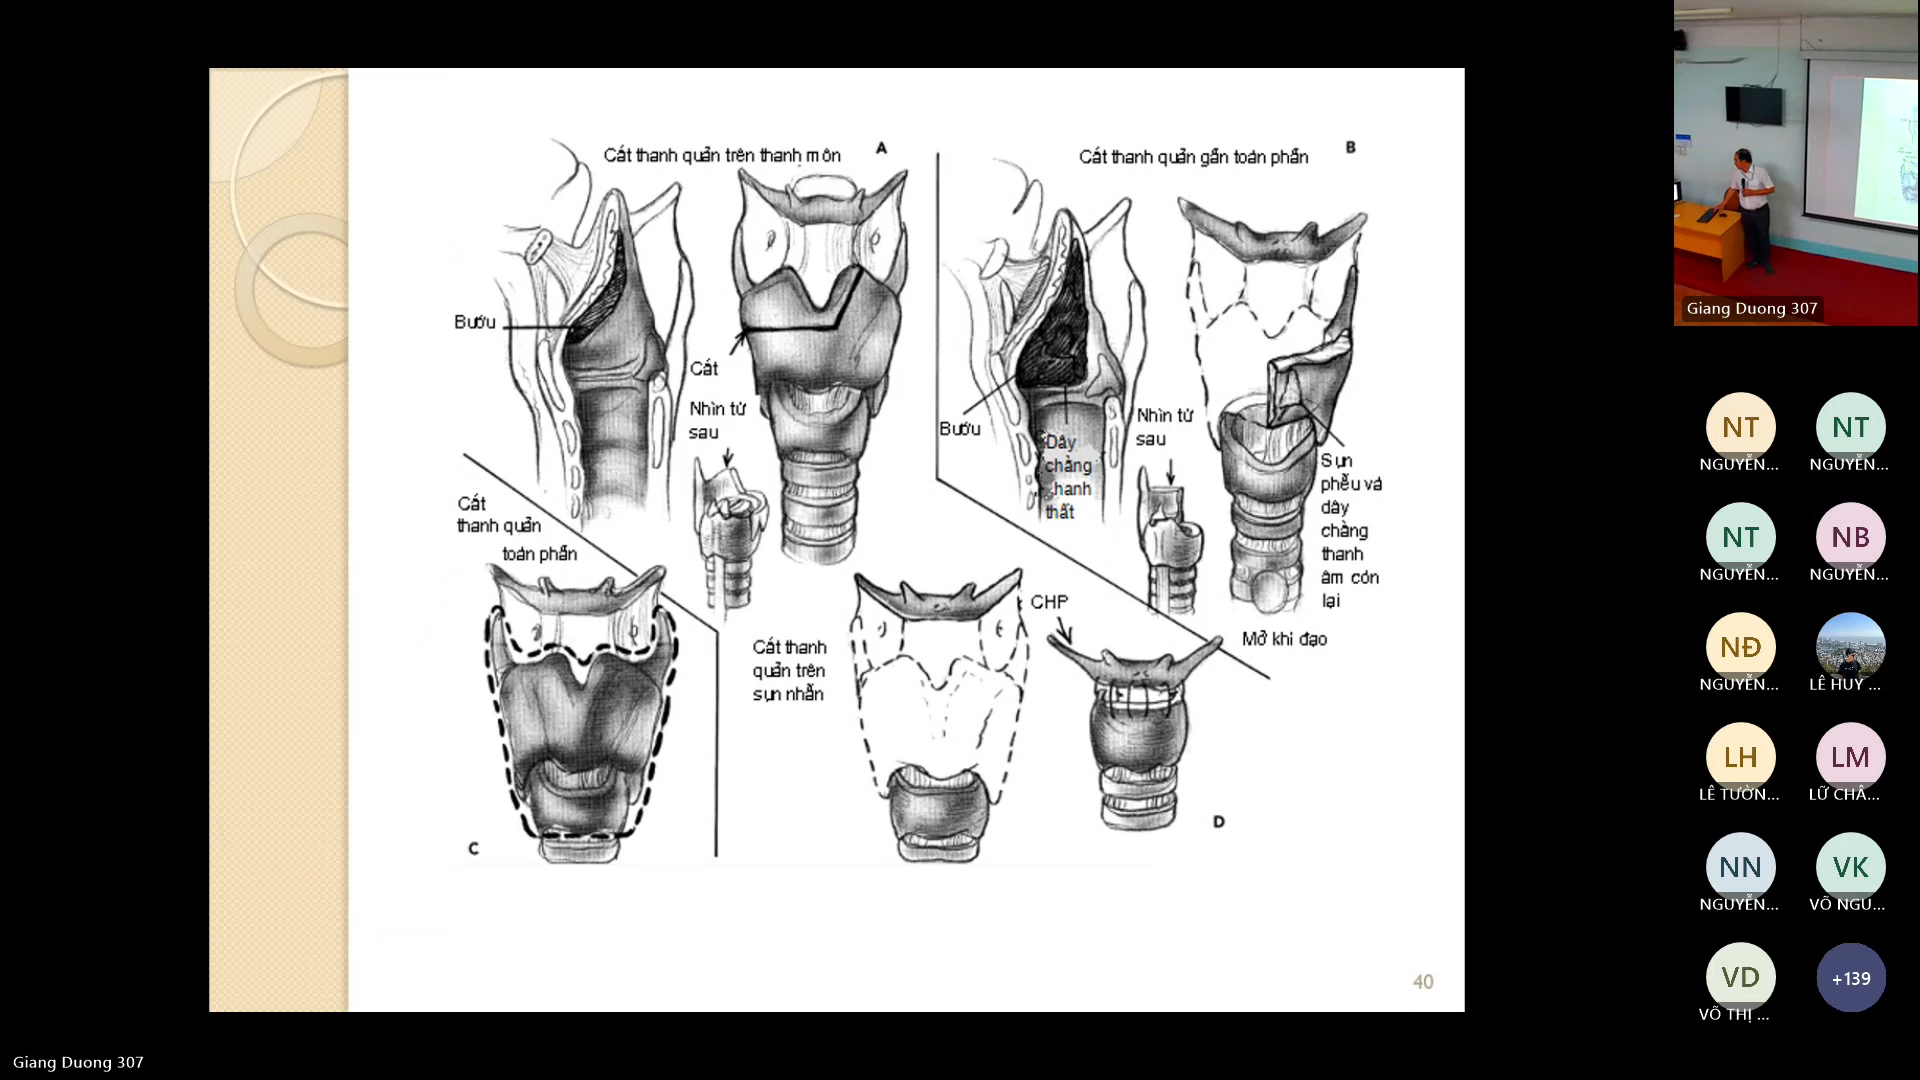 Cắt thanh quản trên thanh môn
A
Bướu
Cắt
Nhìn từ
sau
Cắt thanh quản gần toàn phần
B
Bướu
Dây
chằng
thất
Nhìn từ
sau
Sụn
phễu và
dây
chằng
thanh
âm còn
lại
Mở khí đạo
Cắt
thanh quản
toàn phần
C
Cắt thanh
quản trên
sụn nhẫn
CHP
D
40
Giang Duong 307
NT
NGUYỄN...
NT
NGUYỄN...
NT
NGUYỄN...
NB
NGUYỄN...
NĐ
NGUYỄN...
LÊ HUY ...
LH
LÊ TƯỜN...
LM
LỮ CHÂ...
NN
NGUYỄN...
VK
VÕ NGU...
VD
VÕ THỊ ...
+139
Giang Duong 307